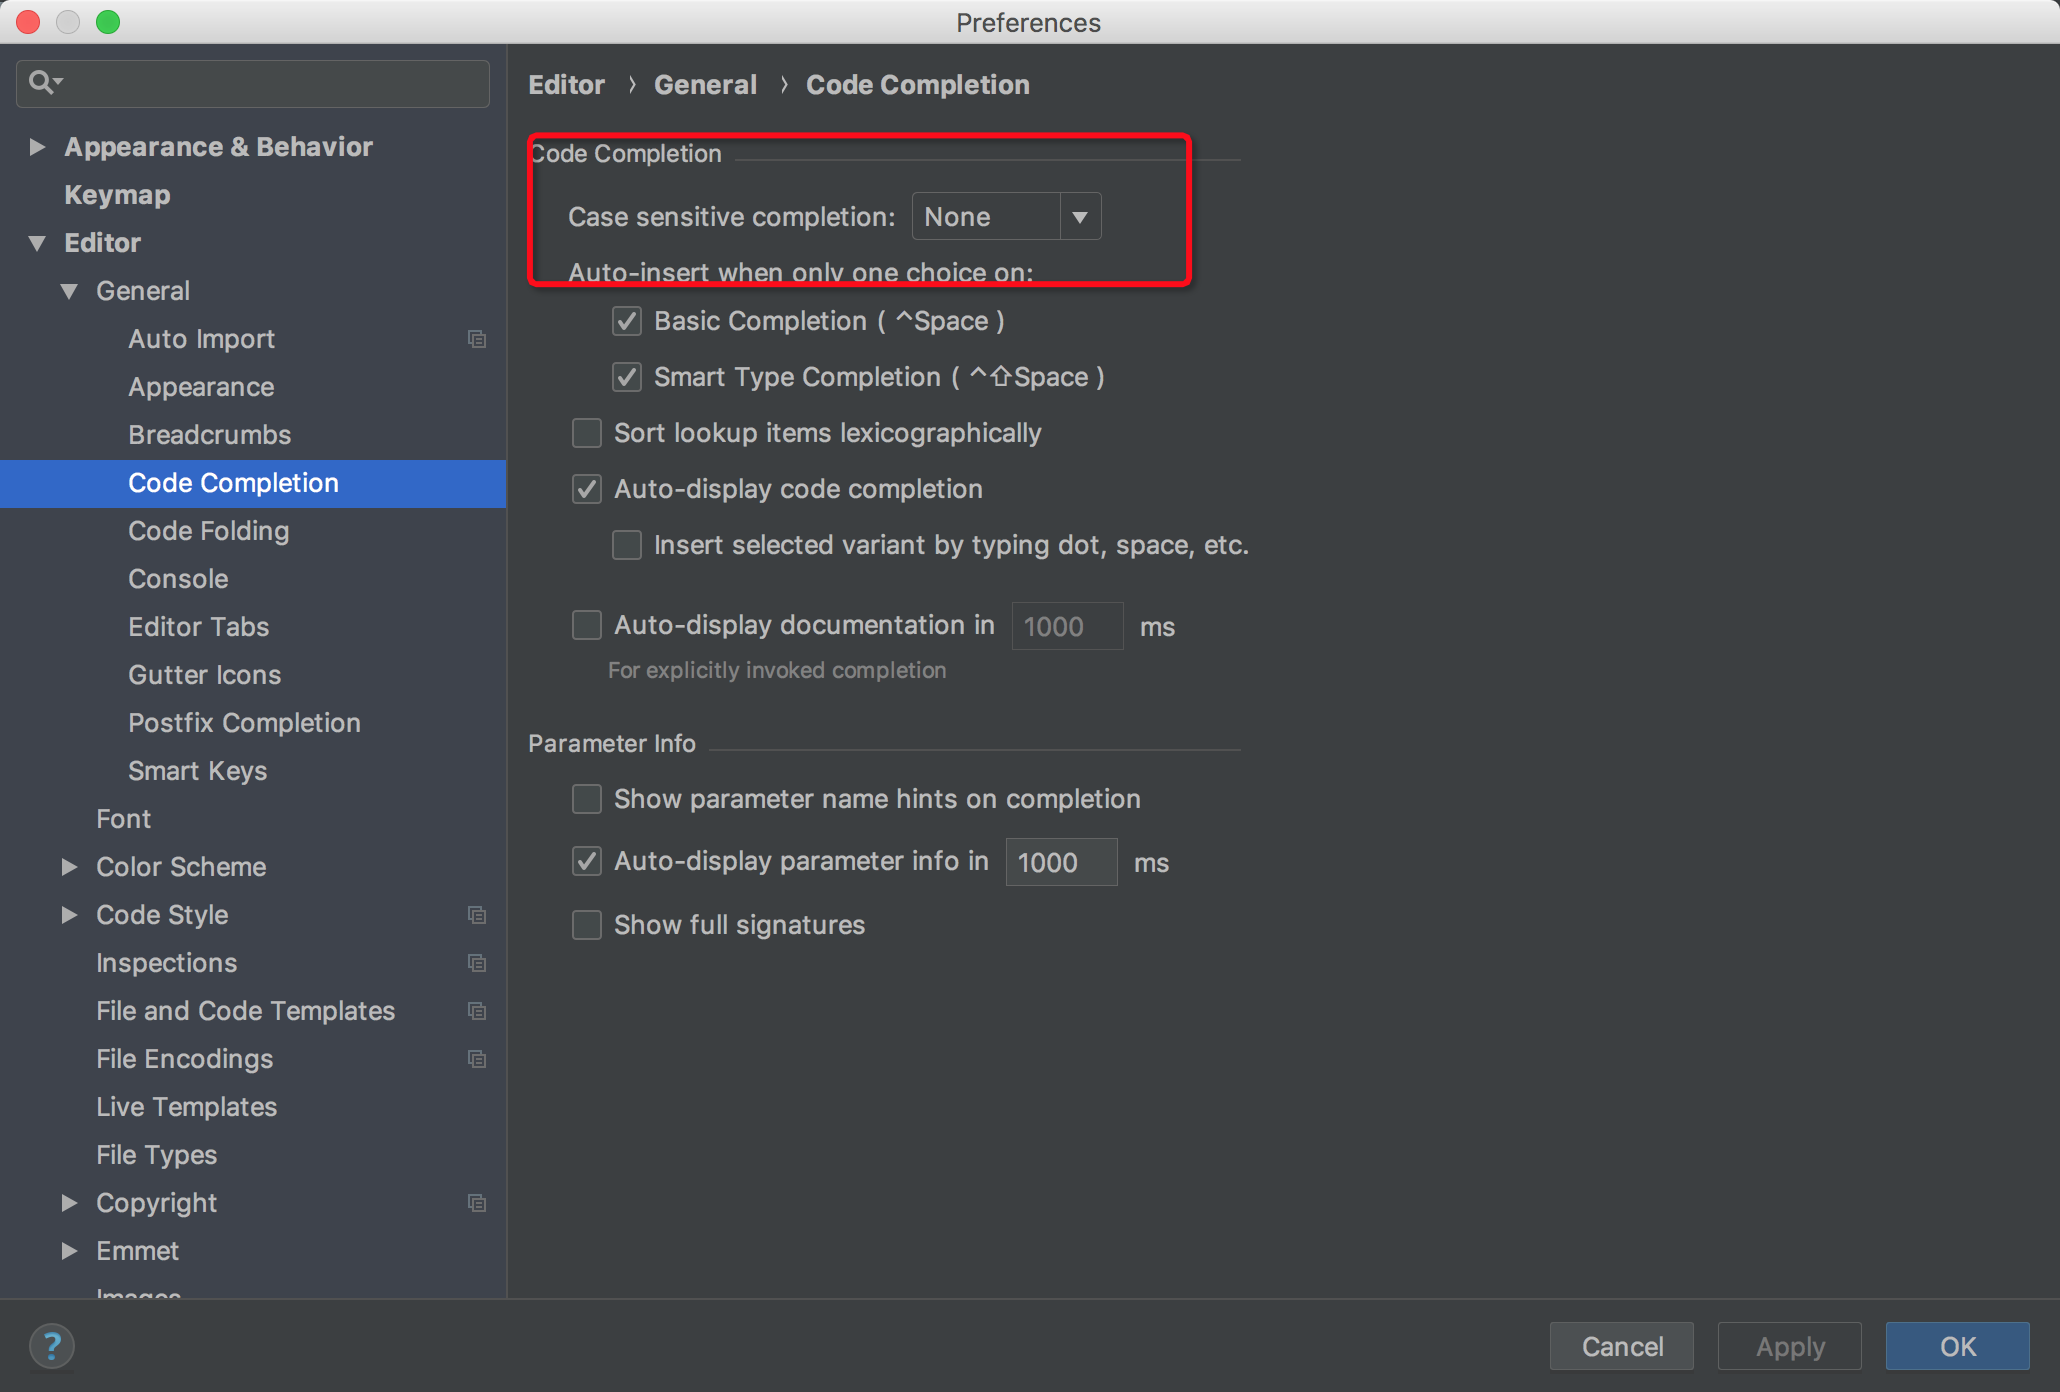 Preferences
Appearance & Behavior
Keymap
Editor
General
Auto Import
Appearance
Breadcrumbs
Code Completion
Code Folding
Console
Editor Tabs
Gutter Icons
Postfix Completion
Smart Keys
Font
Color Scheme
Code Style
Inspections
File and Code Templates
File Encodings
Live Templates
File Types
Copyright
Emmet
Images
Editor › General › Code Completion
Code Completion
Case sensitive completion: None
Auto-insert when only one choice on:
Basic Completion ( ^Space )
Smart Type Completion ( ^⇧Space )
Sort lookup items lexicographically
Auto-display code completion
Insert selected variant by typing dot, space, etc.
Auto-display documentation in 1000 ms
For explicitly invoked completion
Parameter Info
Show parameter name hints on completion
Auto-display parameter info in 1000 ms
Show full signatures
? Cancel Apply OK